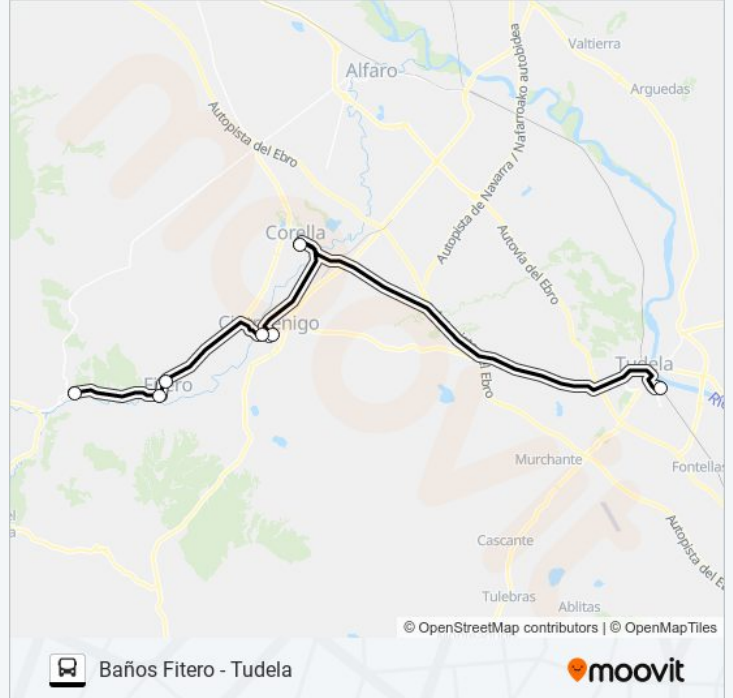 Valtierra
Alfaro
Arguedas
Autopista de Navarra / Nafarroako autobidea
Autopista del Ebro
Corella
Autovía del Ebro
Tudela
Murchante
Fontellas
Cascante
Autopista del E
Tulebras
Ablitas
© OpenStreetMap contributors | © OpenMapTiles
Baños Fitero - Tudela
moovit